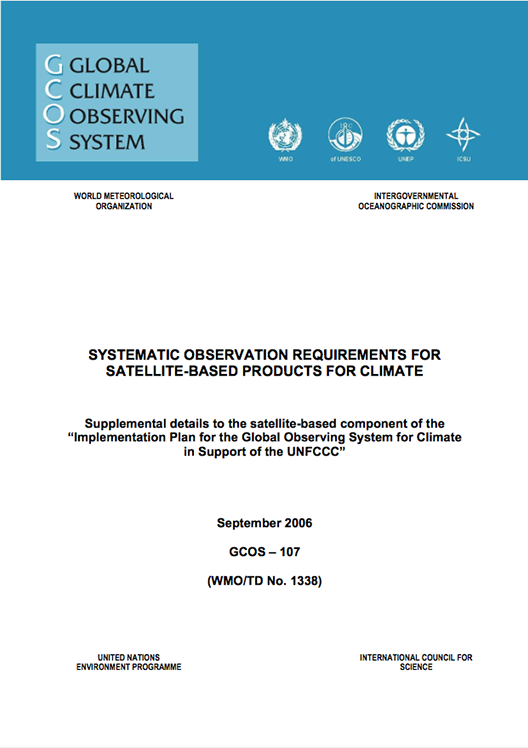 GCOS GLOBAL
CLIMATE
OBSERVING
SYSTEM
IOC
WMO
of UNESCO
UNEP
ICSU
WORLD METEOROLOGICAL
ORGANIZATION
INTERGOVERNMENTAL
OCEANOGRAPHIC COMMISSION
SYSTEMATIC OBSERVATION REQUIREMENTS FOR
SATELLITE-BASED PRODUCTS FOR CLIMATE
Supplemental details to the satellite-based component of the
“Implementation Plan for the Global Observing System for Climate
in Support of the UNFCCC”
September 2006
GCOS – 107
(WMO/TD No. 1338)
UNITED NATIONS
ENVIRONMENT PROGRAMME
INTERNATIONAL COUNCIL FOR
SCIENCE